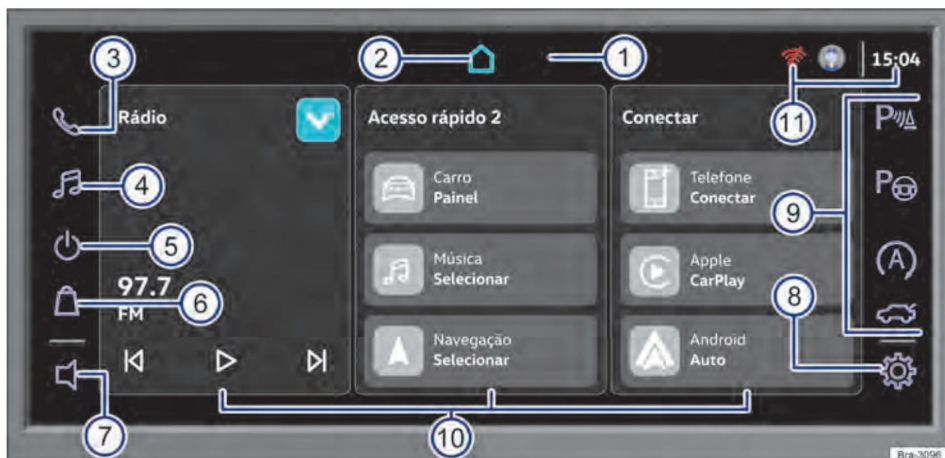 3
2
1
15:04
11
Rádio
Acesso rápido 2
Conectar
P
4
Carro
Painel
Telefone
Conectar
9
P
5
Música
Selecionar
Apple
CarPlay
(A)
97.7
FM
6
8
Navegação
Selecionar
Android
Auto
7
10
Bra-3096